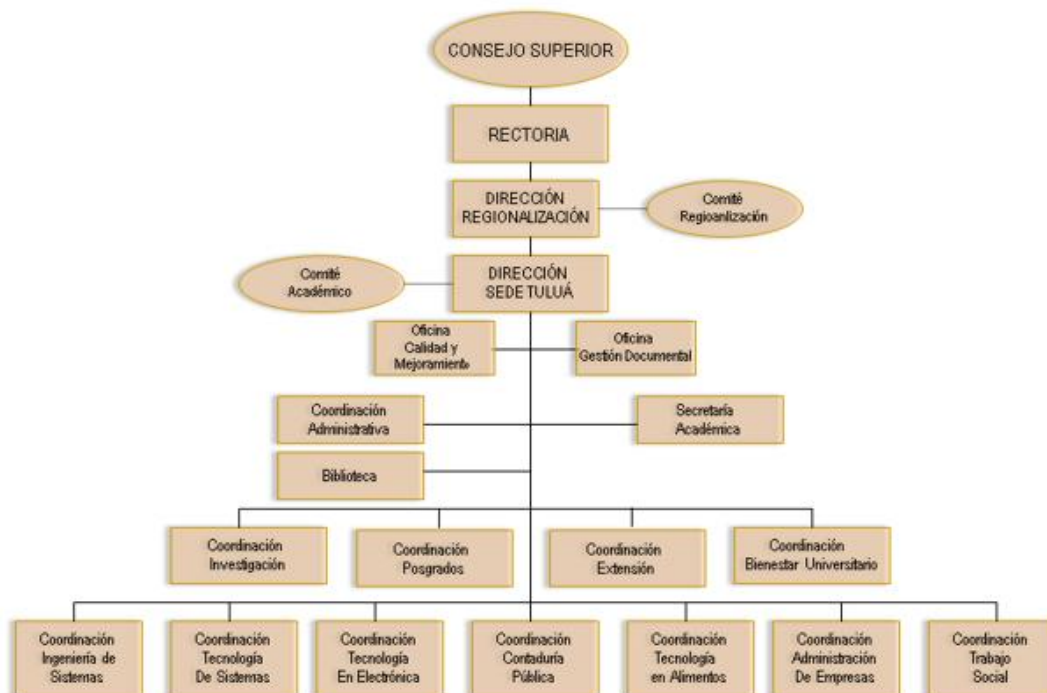 CONSEJO SUPERIOR
RECTORIA
DIRECCIÓN
REGIONALIZACIÓN
Comité
Regioanlización
Comité
Académico
DIRECCIÓN
SEDE TULUÁ
Oficina
Calidad y
Mejoramiento
Oficina
Gestión Documental
Coordinación
Administrativa
Secretaría
Académica
Biblioteca
Coordinación
Investigación
Coordinación
Posgrados
Coordinación
Extensión
Coordinación
Bienestar Universitario
Coordinación
Ingeniería de
Sistemas
Coordinación
Tecnología
De Sistemas
Coordinación
Tecnología
En Electrónica
Coordinación
Contaduría
Pública
Coordinación
Tecnología
en Alimentos
Coordinación
Administración
De Empresas
Coordinación
Trabajo
Social